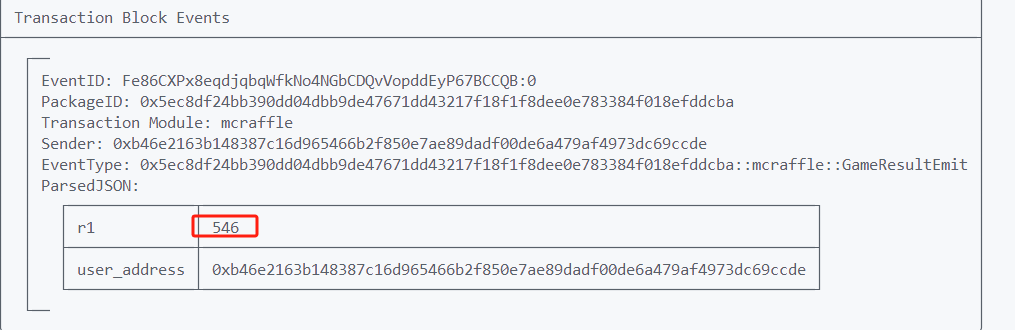 Transaction Block Events
EventID: Fe86CXPx8eqdjqbqWfkNo4NGbCDQvVopddEyP67BCCQB:0
PackageID: 0x5ec8df24bb390dd04dbb9de47671dd43217f18f1f8dee0e783384f018efddcba
Transaction Module: mcraffle
Sender: 0xb46e2163b148387c16d965466b2f850e7ae89dadf00de6a479af4973dc69ccde
EventType: 0x5ec8df24bb390dd04dbb9de47671dd43217f18f1f8dee0e783384f018efddcba::mcraffle::GameResultEmit
ParsedJSON:
r1 546
user_address 0xb46e2163b148387c16d965466b2f850e7ae89dadf00de6a479af4973dc69ccde